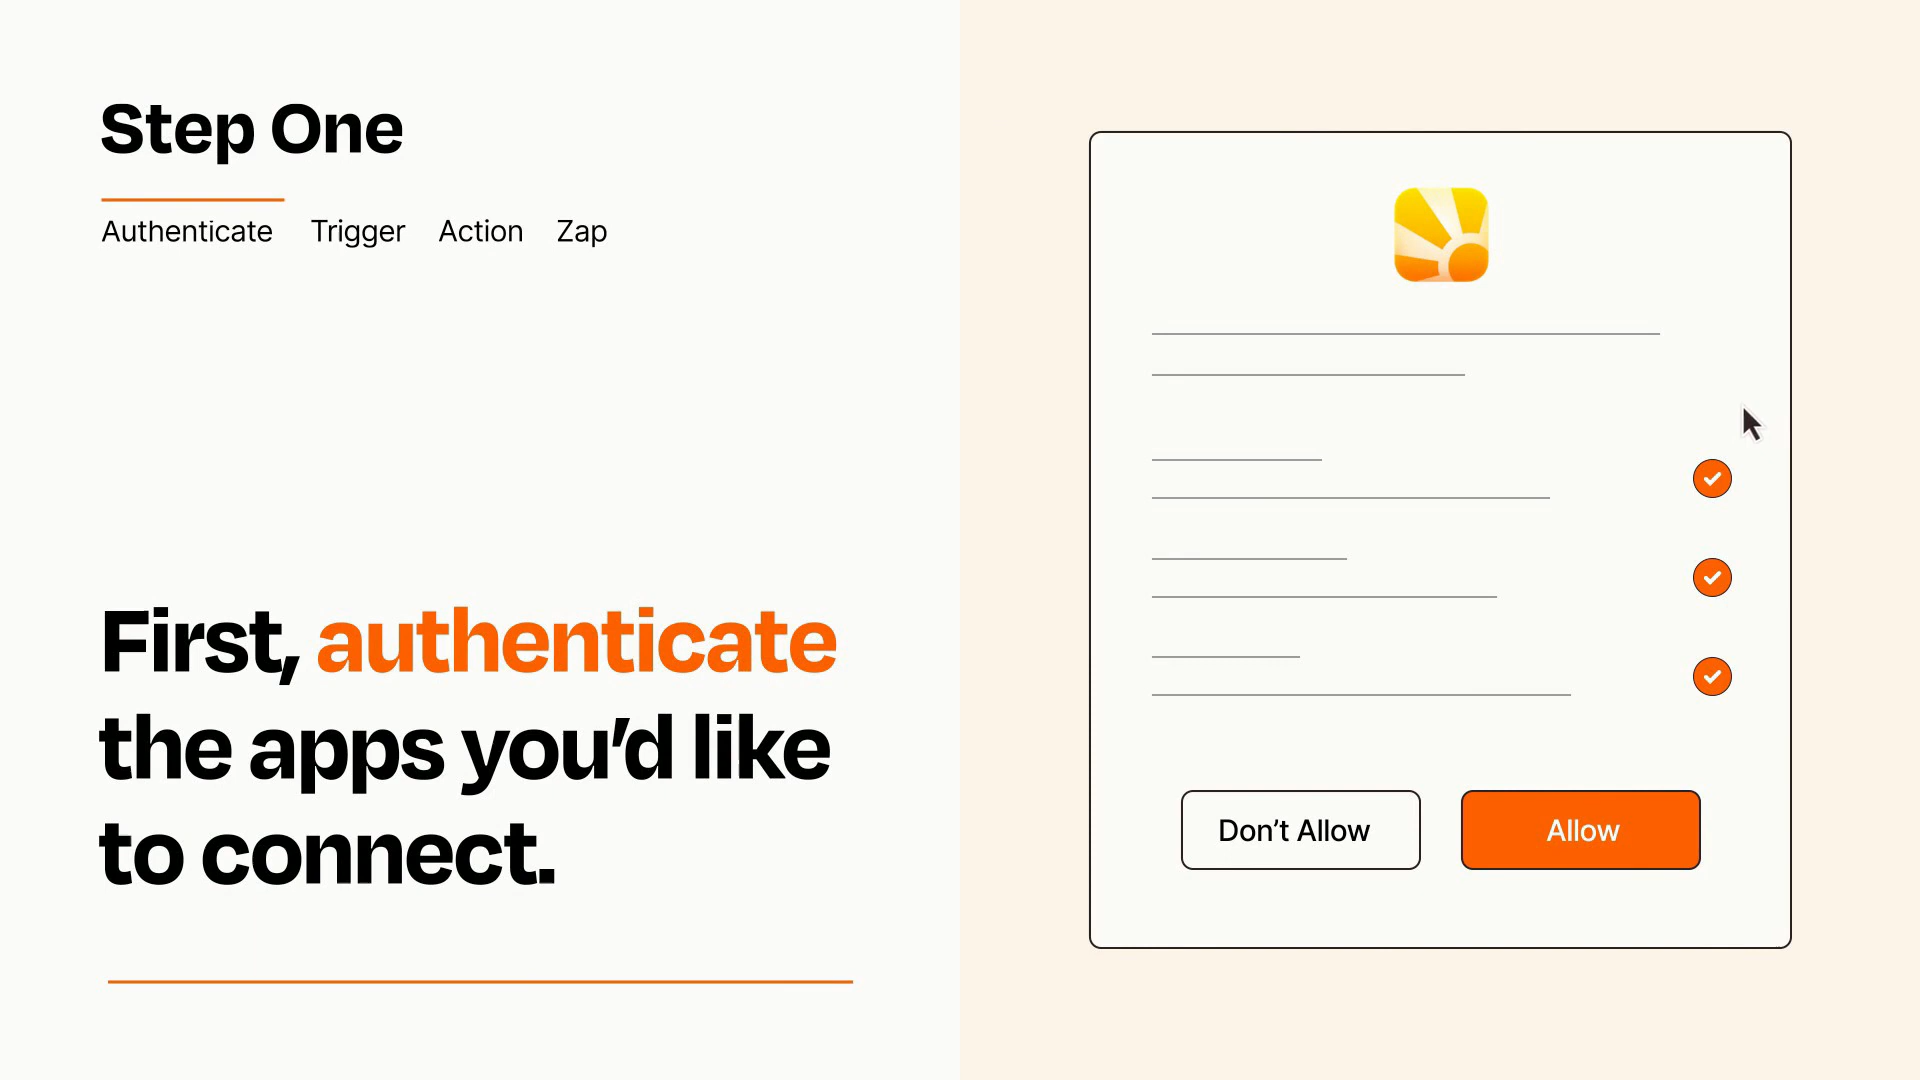 Step One
Authenticate Trigger Action Zap
First, authenticate
the apps you’d like
to connect.
Don’t Allow
Allow